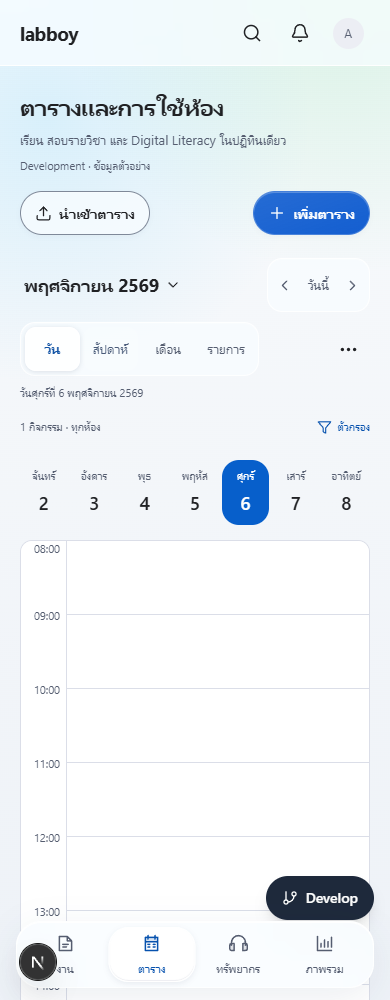 labboy
A
ตารางและการใช้ห้อง
เรียน สอบรายวิชา และ Digital Literacy ในปฏิทินเดียว
Development · ข้อมูลตัวอย่าง
นำเข้าตาราง
เพิ่มตาราง
พฤศจิกายน 2569
วันนี้
วัน สัปดาห์ เดือน รายการ
วันศุกร์ที่ 6 พฤศจิกายน 2569
1 กิจกรรม · ทุกห้อง
ตัวกรอง
จันทร์ อังคาร พุธ พฤหัส ศุกร์ เสาร์ อาทิตย์
2 3 4 5 6 7 8
08:00
09:00
10:00
11:00
12:00
Develop
13:00
N
งาน ตาราง ทรัพยากร ภาพรวม